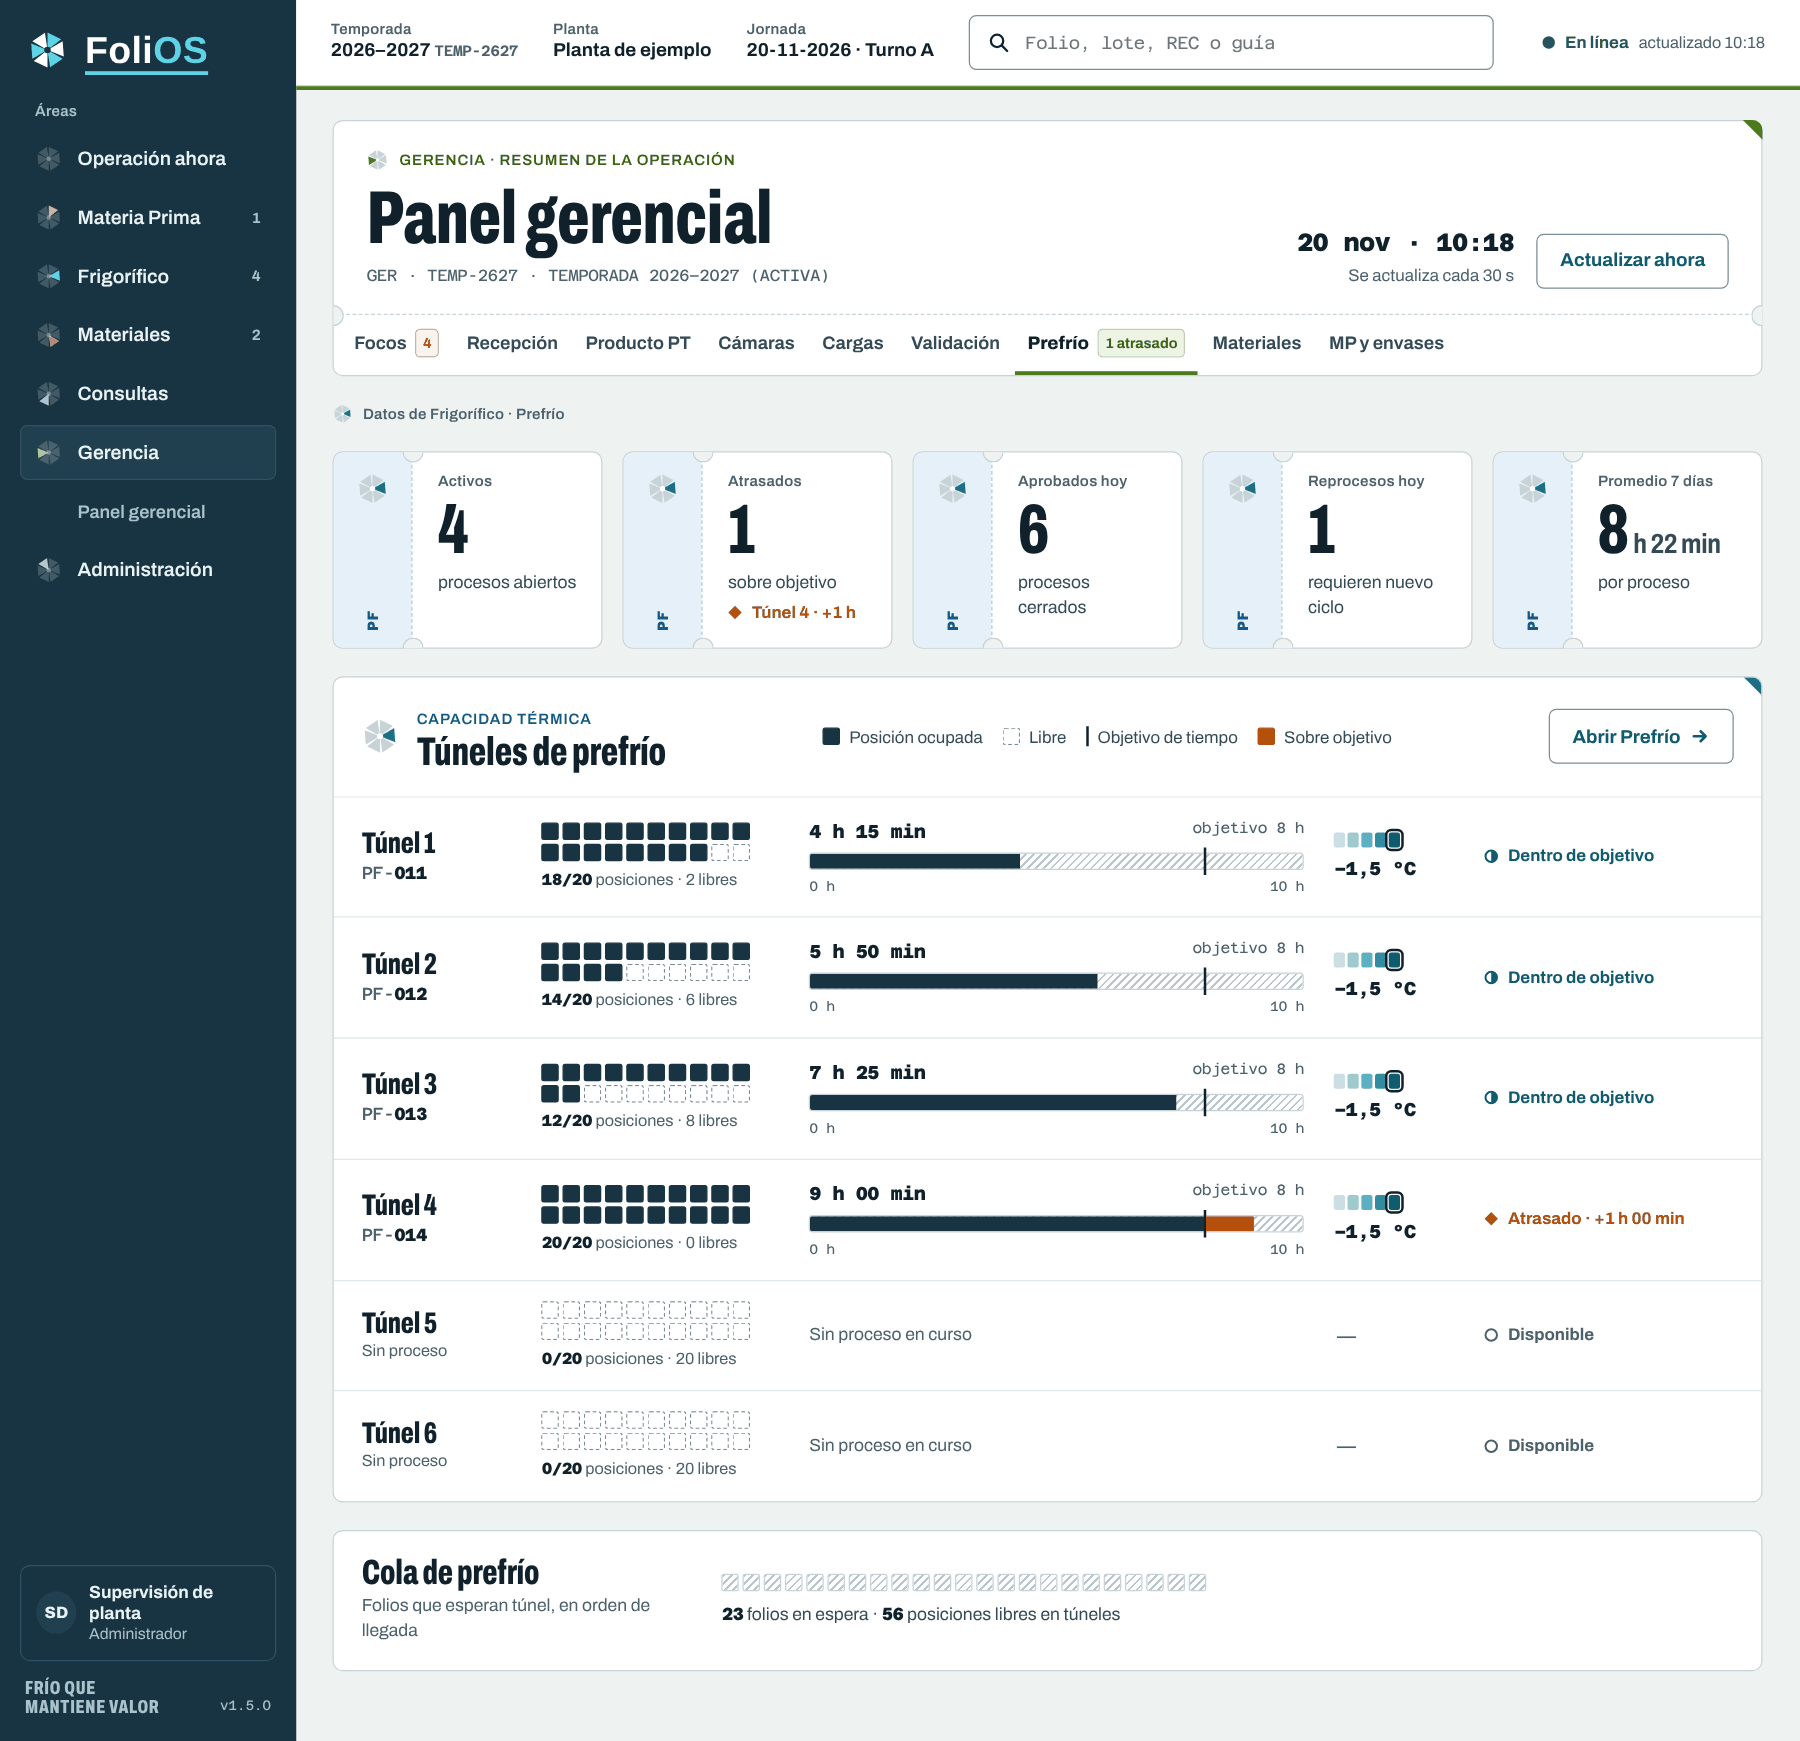 FoliOS
Áreas
Operación ahora
Materia Prima 1
Frigorífico 4
Materiales 2
Consultas
Gerencia
Panel gerencial
Administración
SD
Supervisión de
planta
Administrador
FRÍO QUE
MANTIENE VALOR v1.5.0
Temporada
2026–2027 TEMP-2627
Planta
Planta de ejemplo
Jornada
20-11-2026 · Turno A
Folio, lote, REC o guía
En línea actualizado 10:18
GERENCIA · RESUMEN DE LA OPERACIÓN
Panel gerencial
GER · TEMP-2627 · TEMPORADA 2026–2027 (ACTIVA)
20 nov · 10:18
Se actualiza cada 30 s
Actualizar ahora
Focos 4 Recepción Producto PT Cámaras Cargas Validación Prefrío 1 atrasado Materiales MP y envases
Datos de Frigorífico · Prefrío
PF
Activos
4
procesos abiertos
PF
Atrasados
1
sobre objetivo
Túnel 4 · +1 h
PF
Aprobados hoy
6
procesos
cerrados
PF
Reprocesos hoy
1
requieren nuevo
ciclo
PF
Promedio 7 días
8 h 22 min
por proceso
CAPACIDAD TÉRMICA
Túneles de prefrío
Posición ocupada Libre Objetivo de tiempo Sobre objetivo
Abrir Prefrío →
Túnel 1
PF-011
18/20 posiciones · 2 libres
4 h 15 min objetivo 8 h
0 h 10 h
−1,5 °C
Dentro de objetivo
Túnel 2
PF-012
14/20 posiciones · 6 libres
5 h 50 min objetivo 8 h
0 h 10 h
−1,5 °C
Dentro de objetivo
Túnel 3
PF-013
12/20 posiciones · 8 libres
7 h 25 min objetivo 8 h
0 h 10 h
−1,5 °C
Dentro de objetivo
Túnel 4
PF-014
20/20 posiciones · 0 libres
9 h 00 min objetivo 8 h
0 h 10 h
−1,5 °C
Atrasado · +1 h 00 min
Túnel 5
Sin proceso
0/20 posiciones · 20 libres
Sin proceso en curso
—
Disponible
Túnel 6
Sin proceso
0/20 posiciones · 20 libres
Sin proceso en curso
—
Disponible
Cola de prefrío
Folios que esperan túnel, en orden de
llegada
23 folios en espera · 56 posiciones libres en túneles